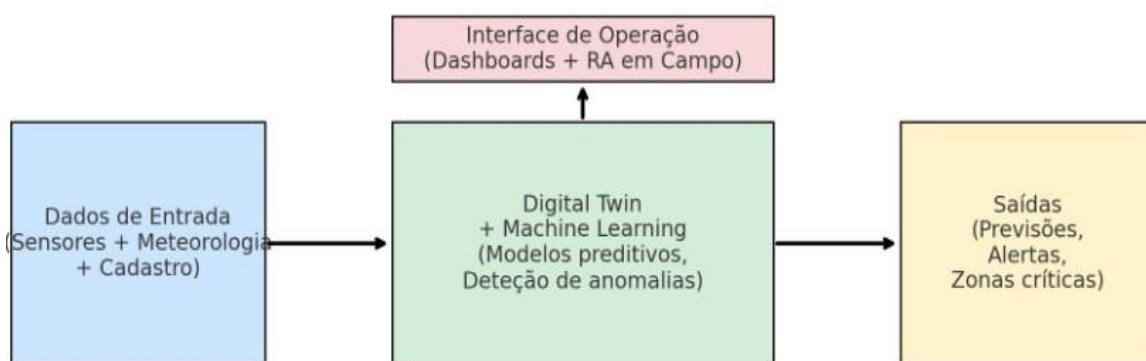 Interface de Operação
(Dashboards + RA em Campo)
Dados de Entrada
(Sensores + Meteorologia
+ Cadastro)
Digital Twin
+ Machine Learning
(Modelos preditivos,
Deteção de anomalias)
Saídas
(Previsões,
Alertas,
Zonas críticas)